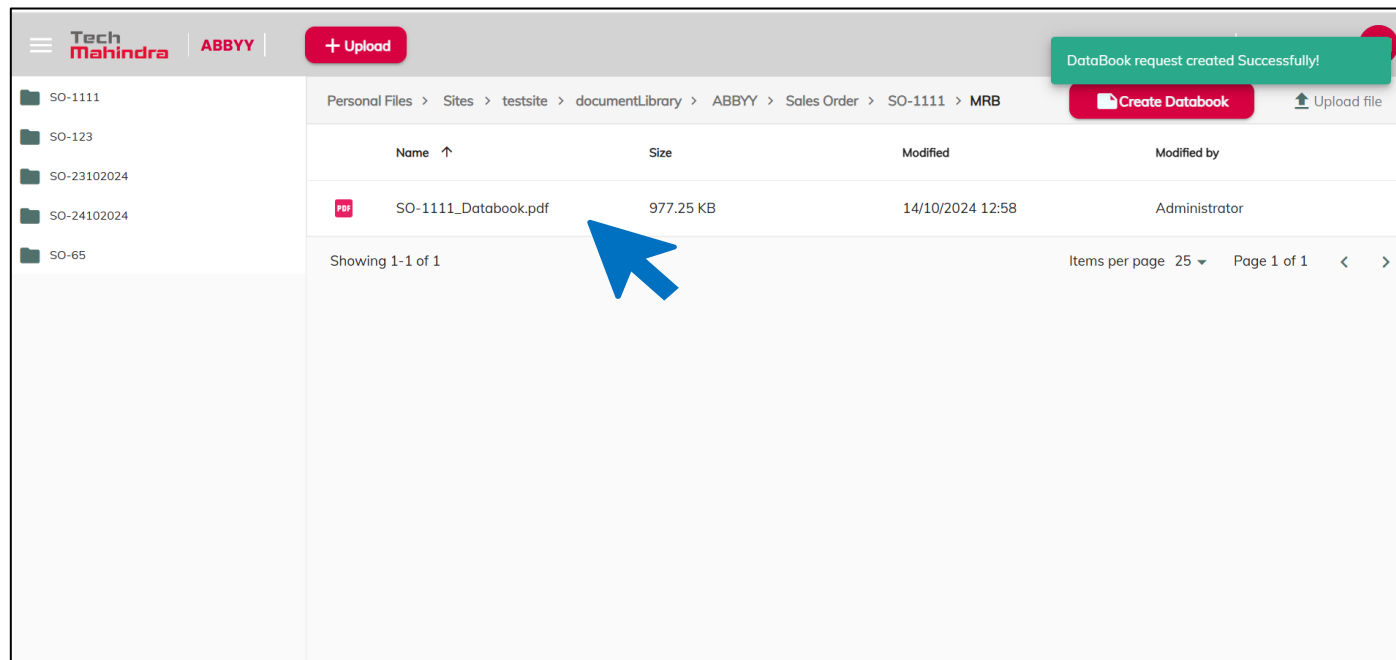 Tech
Mahindra
ABBYY
+ Upload
DataBook request created Successfully!
SO-1111
SO-123
SO-23102024
SO-24102024
SO-65
Personal Files > Sites > testsite > documentLibrary > ABBYY > Sales Order > SO-1111 > MRB
Create Databook
Upload file
Name ↑ Size Modified Modified by
PDF SO-1111_Databook.pdf 977.25 KB 14/10/2024 12:58 Administrator
Showing 1-1 of 1
Items per page 25 Page 1 of 1 < >